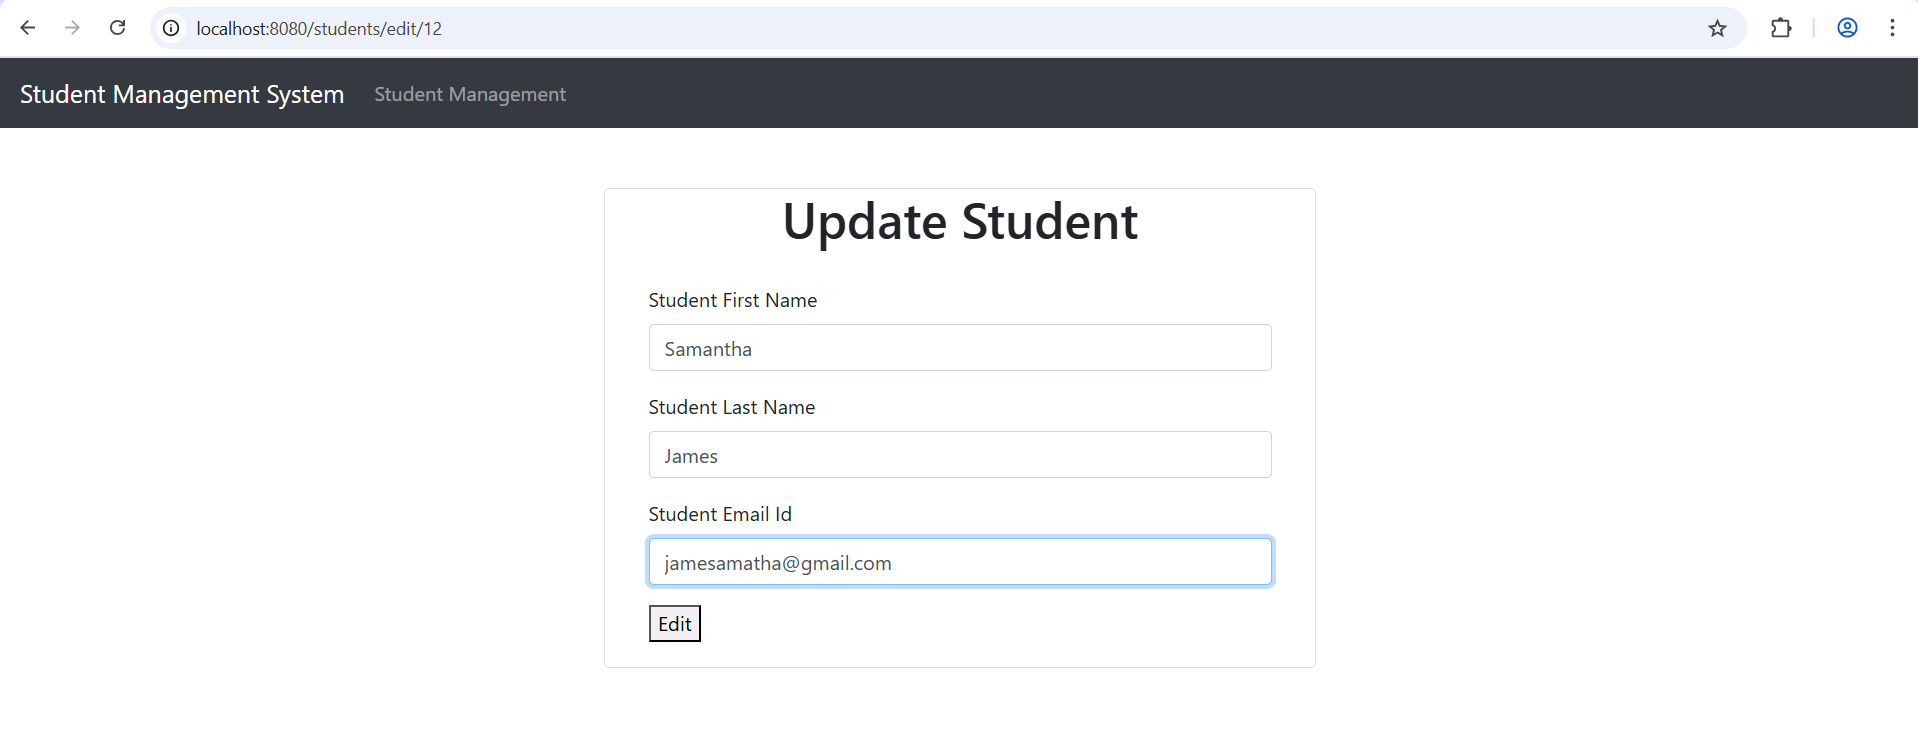 localhost:8080/students/edit/12
Student Management System Student Management
Update Student
Student First Name
Samantha
Student Last Name
James
Student Email Id
jamesamatha@gmail.com
Edit